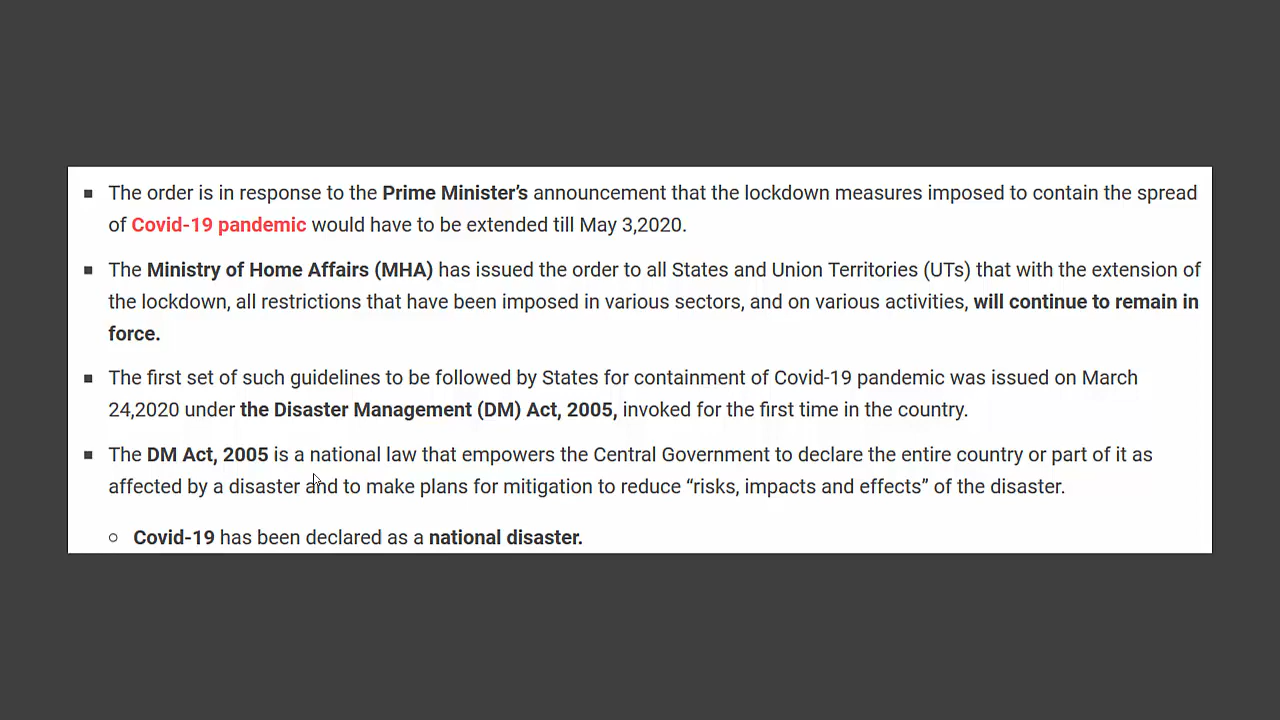 ▪ The order is in response to the Prime Minister’s announcement that the lockdown measures imposed to contain the spread
of Covid-19 pandemic would have to be extended till May 3,2020.
▪ The Ministry of Home Affairs (MHA) has issued the order to all States and Union Territories (UTs) that with the extension of
the lockdown, all restrictions that have been imposed in various sectors, and on various activities, will continue to remain in
force.
▪ The first set of such guidelines to be followed by States for containment of Covid-19 pandemic was issued on March
24,2020 under the Disaster Management (DM) Act, 2005, invoked for the first time in the country.
▪ The DM Act, 2005 is a national law that empowers the Central Government to declare the entire country or part of it as
affected by a disaster and to make plans for mitigation to reduce “risks, impacts and effects” of the disaster.
○ Covid-19 has been declared as a national disaster.